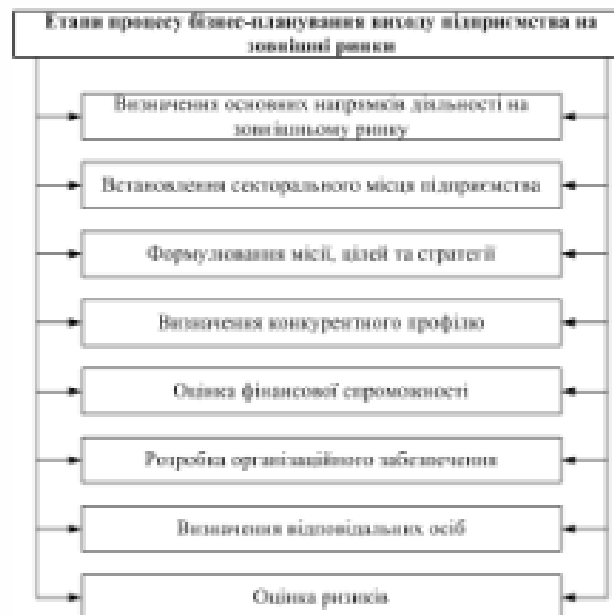 Етапи процесу бізнес-планування виходу підприємства на
зовнішні ринки
Визначення основних напрямків діяльності на
зовнішньому ринку
Встановлення секторального місця підприємства
Формулювання місії, цілей та стратегії
Визначення конкурентного профілю
Оцінка фінансової спроможності
Розробка організаційного забезпечення
Визначення відповідальних осіб
Оцінка ризиків